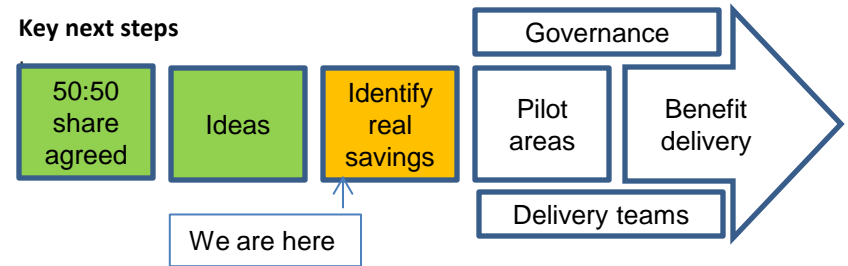 Key next steps
Governance
50:50
share
agreed
Ideas
Identify
real
savings
Pilot
areas
Benefit
delivery
Delivery teams
We are here